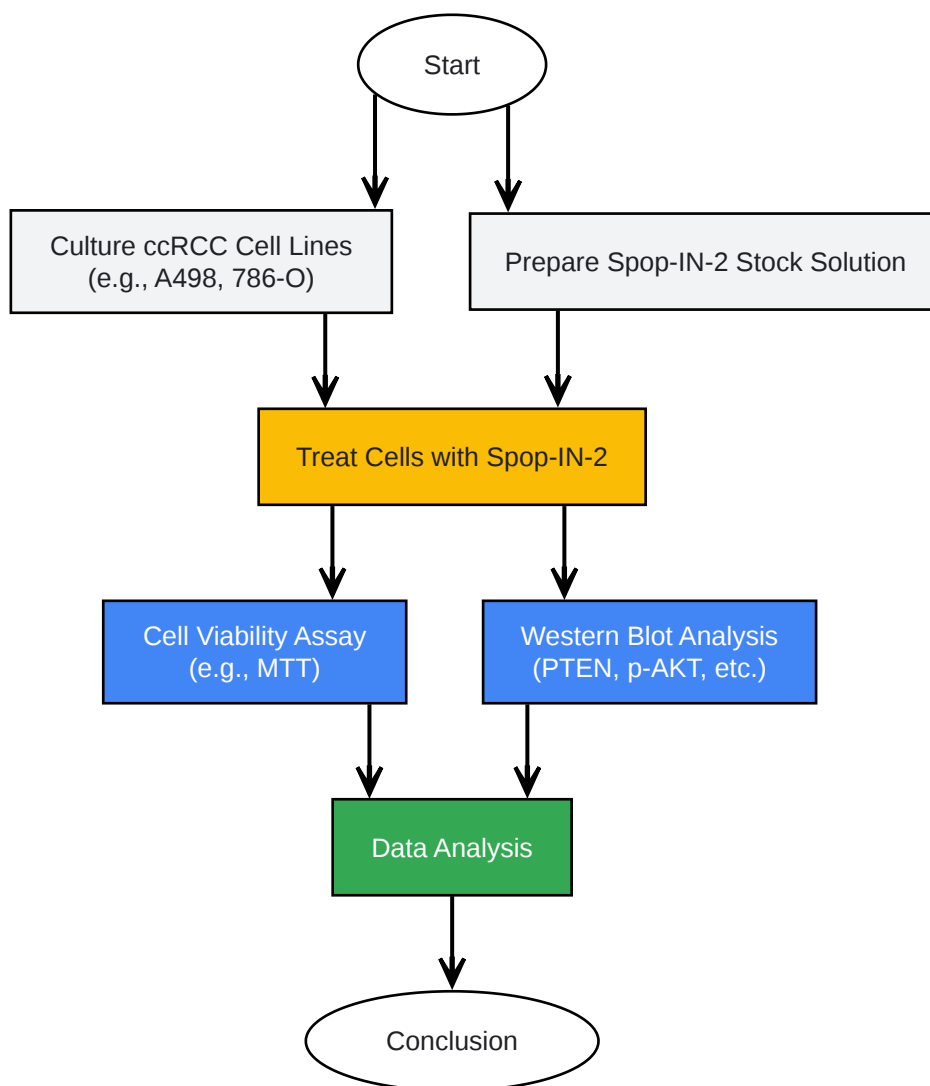 Start
Culture ccRCC Cell Lines
(e.g., A498, 786-O)
Prepare Spop-IN-2 Stock Solution
Treat Cells with Spop-IN-2
Cell Viability Assay
(e.g., MTT)
Western Blot Analysis
(PTEN, p-AKT, etc.)
Data Analysis
Conclusion